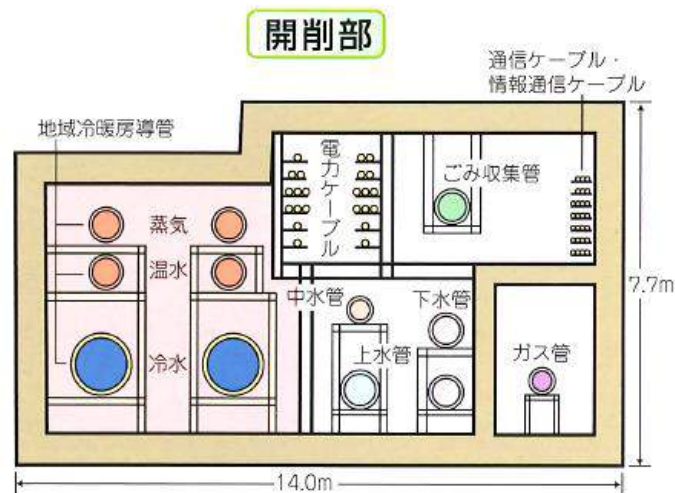 開削部
通信ケーブル・
情報通信ケーブル
地域冷暖房導管
電力ケーブル
ごみ収集管
蒸気
温水
冷水
中水管
下水管
上水管
ガス管
7.7m
14.0m